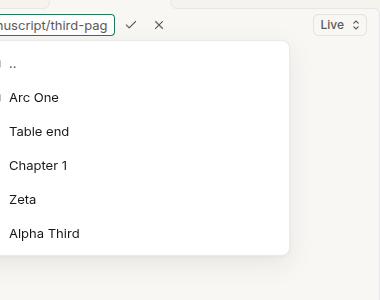 nuscript/third-pag
Live
..
Arc One
Table end
Chapter 1
Zeta
Alpha Third